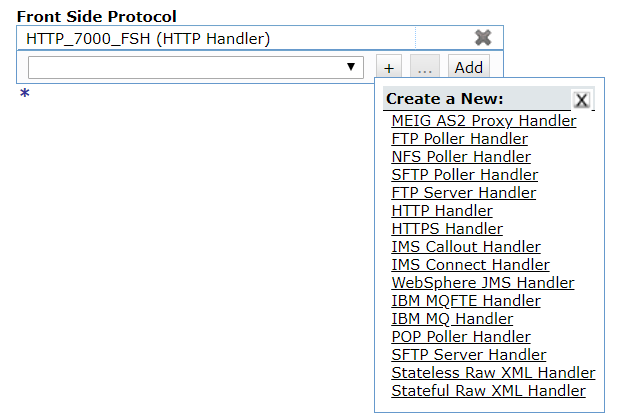 Front Side Protocol
HTTP_7000_FSH (HTTP Handler)
+ ... Add
*
Create a New: X
MEIG AS2 Proxy Handler
FTP Poller Handler
NFS Poller Handler
SFTP Poller Handler
FTP Server Handler
HTTP Handler
HTTPS Handler
IMS Callout Handler
IMS Connect Handler
WebSphere JMS Handler
IBM MQFTE Handler
IBM MQ Handler
POP Poller Handler
SFTP Server Handler
Stateless Raw XML Handler
Stateful Raw XML Handler